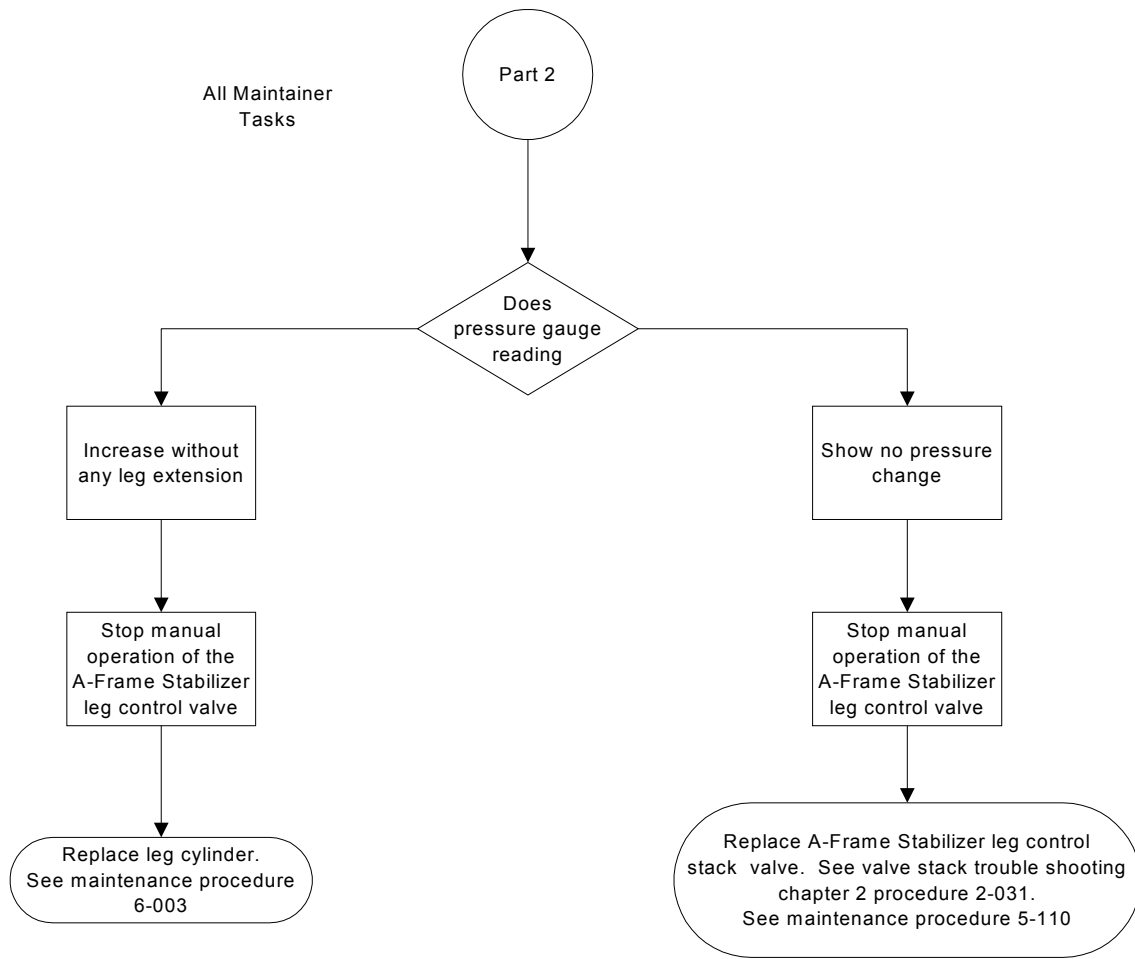 Part 2
All Maintainer
Tasks
Does
pressure gauge
reading
Increase without
any leg extension
Show no pressure
change
Stop manual
operation of the
A-Frame Stabilizer
leg control valve
Stop manual
operation of the
A-Frame Stabilizer
leg control valve
Replace leg cylinder.
See maintenance procedure
6-003
Replace A-Frame Stabilizer leg control
stack valve. See valve stack trouble shooting
chapter 2 procedure 2-031.
See maintenance procedure 5-110